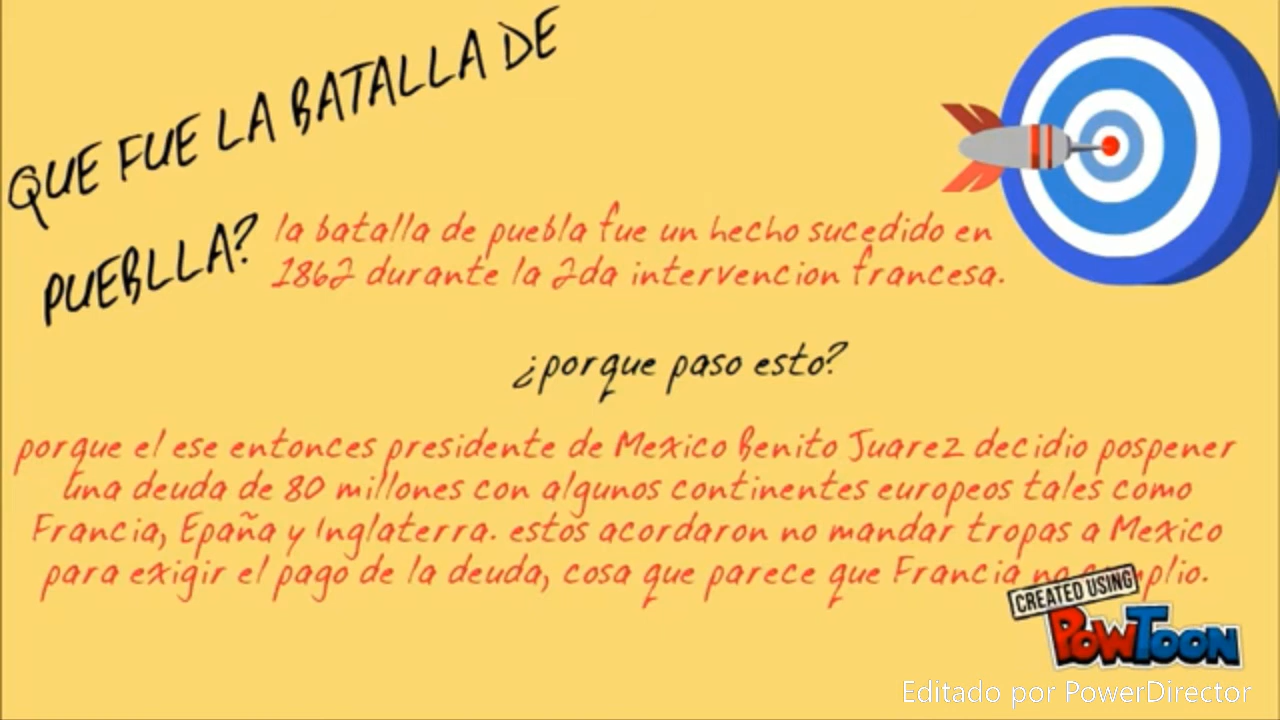 QUE FUE LA BATALLA DE
PUEBLLA?
la batalla de puebla fue un hecho sucedido en
1862 durante la 2da intervencion francesa.
¿porque paso esto?
porque el ese entonces presidente de Mexico Benito Juarez decidio pospener
una deuda de 80 millones con algunos continentes europeos tales como
Francia, Epaña y Inglaterra. estos acordaron no mandar tropas a Mexico
para exigir el pago de la deuda, cosa que parece que Francia no
CREATED USING
POWTOON
Editado por PowerDirector